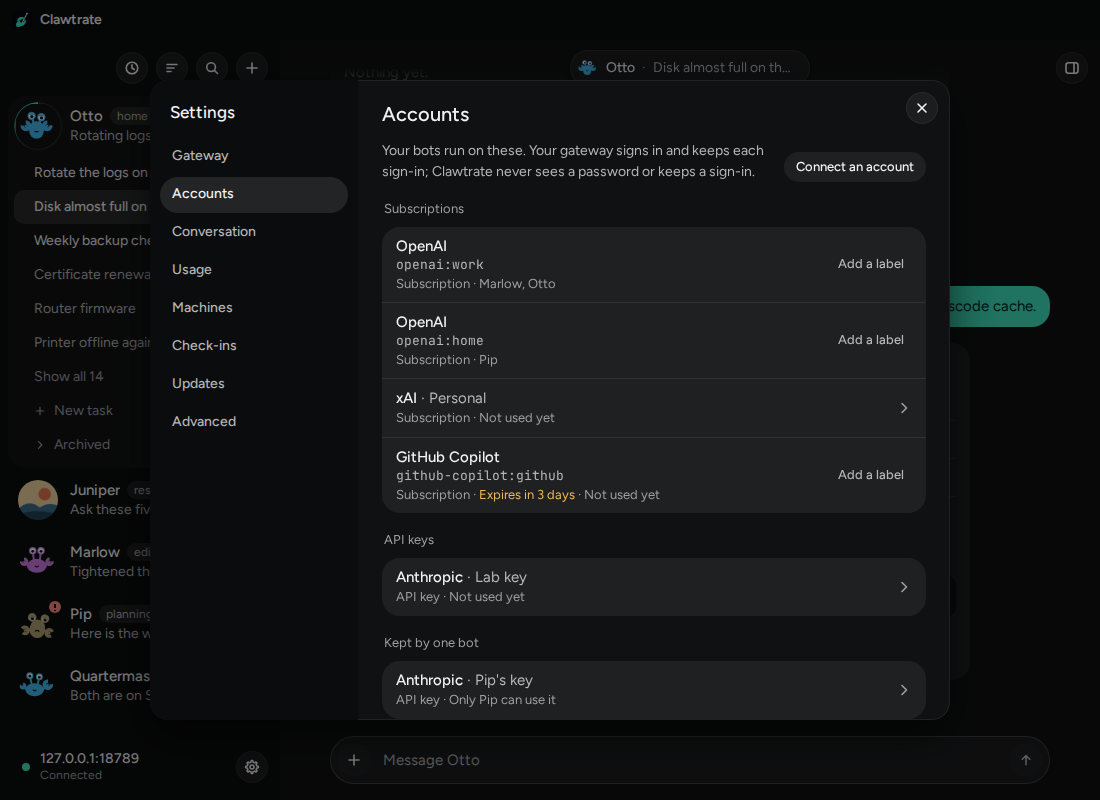 Clawtrate
Nothing yet.
Otto · Disk almost full on th...
Otto home
Rotating logs
Rotate the logs on
Disk almost full on
Weekly backup che
Certificate renewa
Router firmware
Printer offline again
Show all 14
+ New task
Archived
Juniper res
Ask these fiv
Marlow edi
Tightened th
Pip planning
Here is the w
Quartermas
Both are on S
127.0.0.1:18789
Connected
Settings
Gateway
Accounts
Conversation
Usage
Machines
Check-ins
Updates
Advanced
Accounts
Your bots run on these. Your gateway signs in and keeps each
sign-in; Clawtrate never sees a password or keeps a sign-in.
Connect an account
Subscriptions
OpenAI
openai:work
Subscription · Marlow, Otto
Add a label
OpenAI
openai:home
Subscription · Pip
Add a label
xAI · Personal
Subscription · Not used yet
GitHub Copilot
github-copilot:github
Subscription · Expires in 3 days · Not used yet
Add a label
API keys
Anthropic · Lab key
API key · Not used yet
Kept by one bot
Anthropic · Pip's key
API key · Only Pip can use it
scode cache.
Message Otto